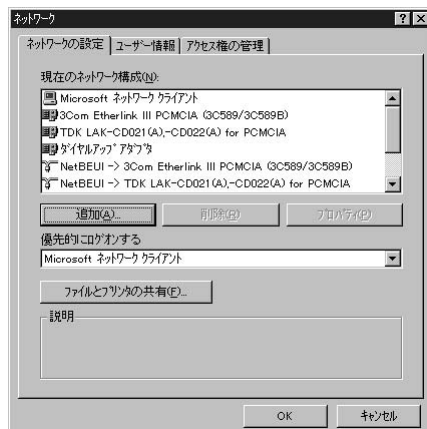 ネットワーク
ネットワークの設定 ユーザー情報 アクセス権の管理
現在のネットワーク構成(N):
Microsoft ネットワーク クライアント
3Com Etherlink III PCMCIA (3C589/3C589B)
TDK LAK-CD021(A),-CD022(A) for PCMCIA
ダイヤルアップ アダプタ
NetBEUI -> 3Com Etherlink III PCMCIA (3C589/3C589B)
NetBEUI -> TDK LAK-CD021(A),-CD022(A) for PCMCIA
追加(A)... 削除(R) プロパティ(P)
優先的にログオンする
Microsoft ネットワーク クライアント
ファイルとプリンタの共有(F)...
説明
OK キャンセル